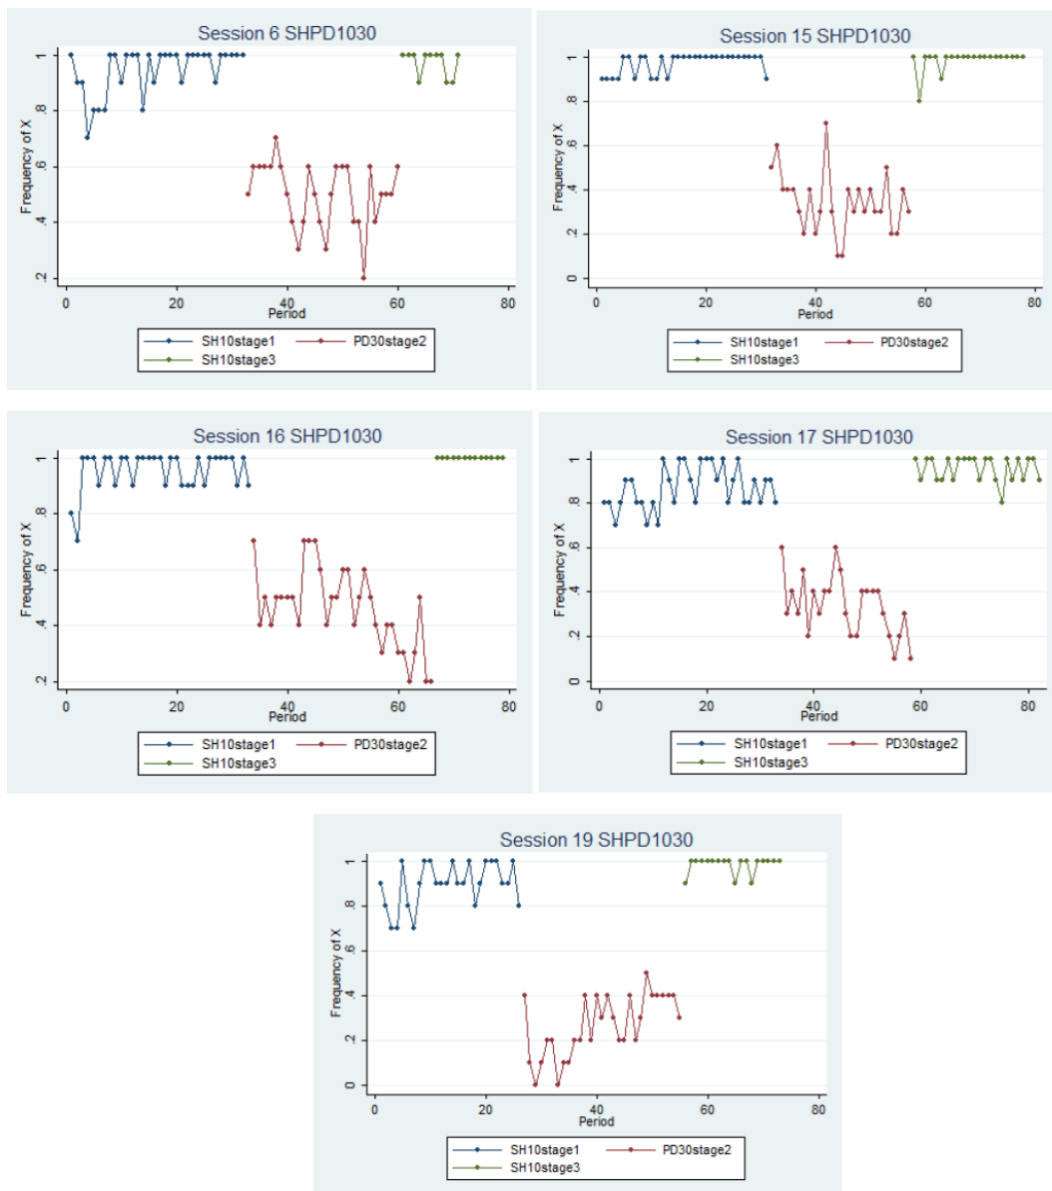 Session 6 SHPD1030
Frequency of X
1
.8
.6
.4
.2
0 20 40 60 80
Period
SH10stage1 PD30stage2
SH10stage3
Session 15 SHPD1030
Frequency of X
1
.8
.6
.4
.2
0
0 20 40 60 80
Period
SH10stage1 PD30stage2
SH10stage3
Session 16 SHPD1030
Frequency of X
1
.8
.6
.4
.2
0 20 40 60 80
Period
SH10stage1 PD30stage2
SH10stage3
Session 17 SHPD1030
Frequency of X
1
.8
.6
.4
.2
0
0 20 40 60 80
Period
SH10stage1 PD30stage2
SH10stage3
Session 19 SHPD1030
Frequency of X
1
.8
.6
.4
.2
0
0 20 40 60 80
Period
SH10stage1 PD30stage2
SH10stage3